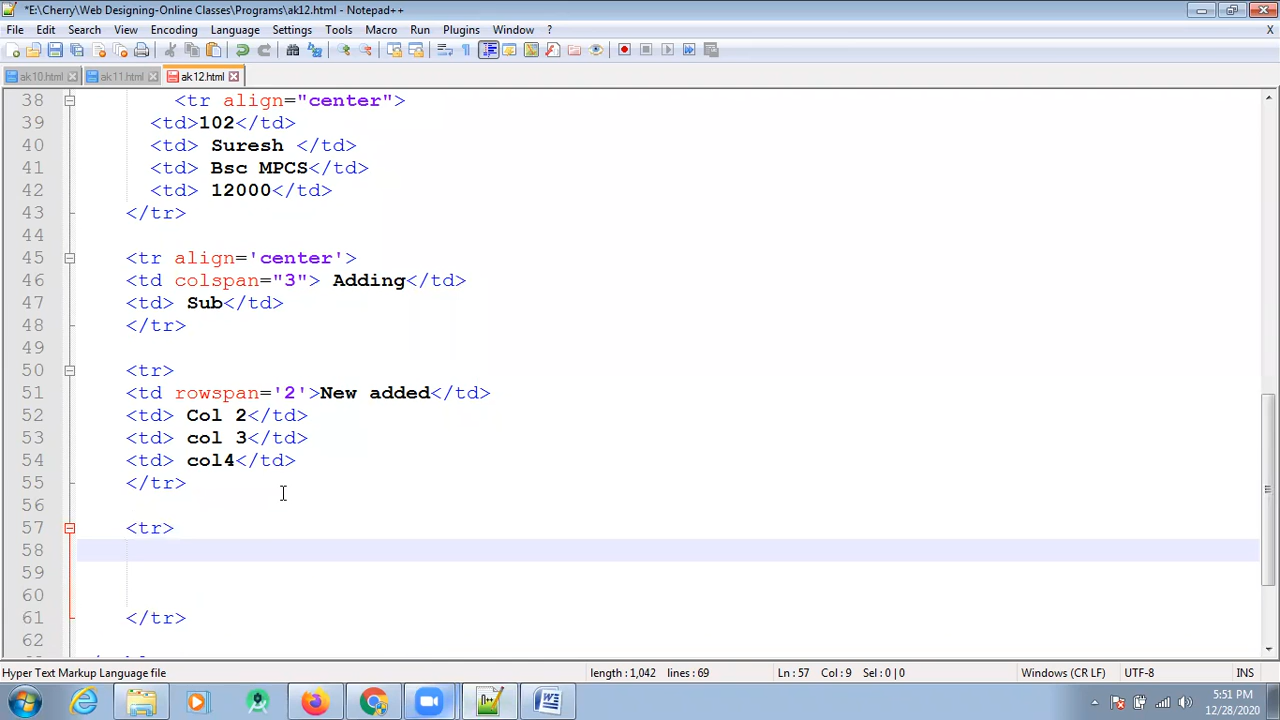 *E:\Cherry\Web Designing-Online Classes\Programs\ak12.html - Notepad++
File Edit Search View Encoding Language Settings Tools Macro Run Plugins Window ? X
ak10.html ak11.html ak12.html
38 <tr align="center">
39 <td>102</td>
40 <td> Suresh </td>
41 <td> Bsc MPCS</td>
42 <td> 12000</td>
43 </tr>
44
45 <tr align='center'>
46 <td colspan="3"> Adding</td>
47 <td> Sub</td>
48 </tr>
49
50 <tr>
51 <td rowspan='2'>New added</td>
52 <td> Col 2</td>
53 <td> col 3</td>
54 <td> col4</td>
55 </tr>
56
57 <tr>
58
59
60
61 </tr>
62
Hyper Text Markup Language file length : 1,042 lines : 69 Ln : 57 Col : 9 Sel : 0 | 0 Windows (CR LF) UTF-8 INS
5:51 PM
12/28/2020